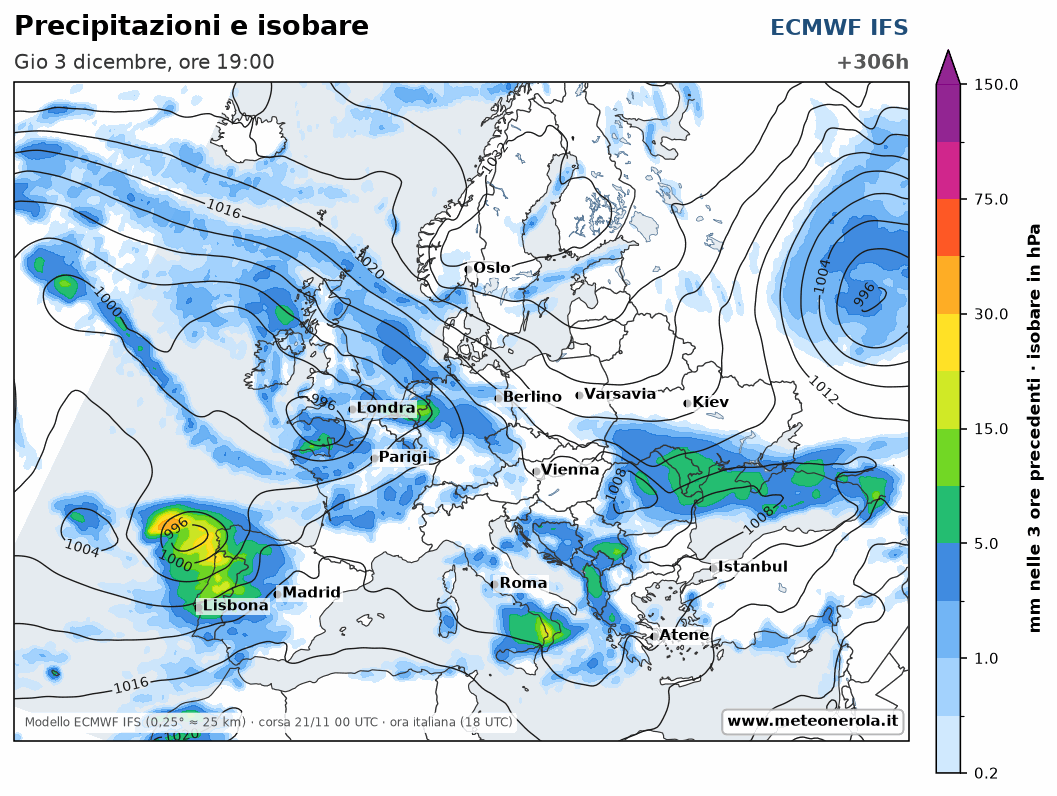 Precipitazioni e isobare
ECMWF IFS
Gio 3 dicembre, ore 19:00
+306h
150.0
75.0
30.0
15.0
5.0
1.0
0.2
mm nelle 3 ore precedenti · isobare in hPa
1032
1016
1020
1004
996
1000
1012
Oslo
996
Londra
Berlino
Varsavia
Kiev
Parigi
Vienna
1008
1008
996
1004
1000
Istanbul
Roma
Madrid
Lisbona
Atene
1016
1020
Modello ECMWF IFS (0,25° ≈ 25 km) · corsa 21/11 00 UTC · ora italiana (18 UTC)
www.meteonerola.it